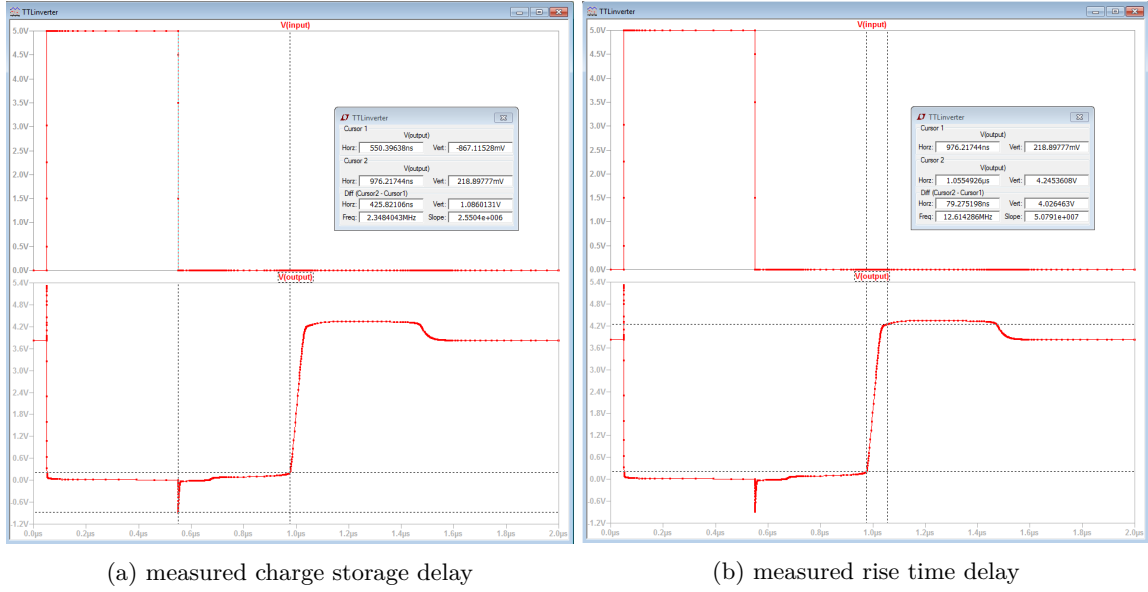 TTLinverter
V(input)
5.0V
4.5V
4.0V
3.5V
3.0V
2.5V
2.0V
1.5V
1.0V
0.5V
0.0V
TTLinverter
Cursor 1
V(output)
Horz: 550.39638ns Vert: -867.11528mV
Cursor 2
V(output)
Horz: 976.21744ns Vert: 218.89777mV
Diff (Cursor2 - Cursor1)
Horz: 425.82106ns Vert: 1.0860131V
Freq: 2.3484043MHz Slope: 2.5504e+006
V(output)
5.4V
4.8V
4.2V
3.6V
3.0V
2.4V
1.8V
1.2V
0.6V
0.0V
-0.6V
-1.2V
0.0µs 0.2µs 0.4µs 0.6µs 0.8µs 1.0µs 1.2µs 1.4µs 1.6µs 1.8µs 2.0µs
(a) measured charge storage delay
TTLinverter
V(input)
5.0V
4.5V
4.0V
3.5V
3.0V
2.5V
2.0V
1.5V
1.0V
0.5V
0.0V
TTLinverter
Cursor 1
V(output)
Horz: 976.21744ns Vert: 218.89777mV
Cursor 2
V(output)
Horz: 1.0554926µs Vert: 4.2453608V
Diff (Cursor2 - Cursor1)
Horz: 79.275198ns Vert: 4.026463V
Freq: 12.614286MHz Slope: 5.0791e+007
V(output)
5.4V
4.8V
4.2V
3.6V
3.0V
2.4V
1.8V
1.2V
0.6V
0.0V
-0.6V
-1.2V
0.0µs 0.2µs 0.4µs 0.6µs 0.8µs 1.0µs 1.2µs 1.4µs 1.6µs 1.8µs 2.0µs
(b) measured rise time delay